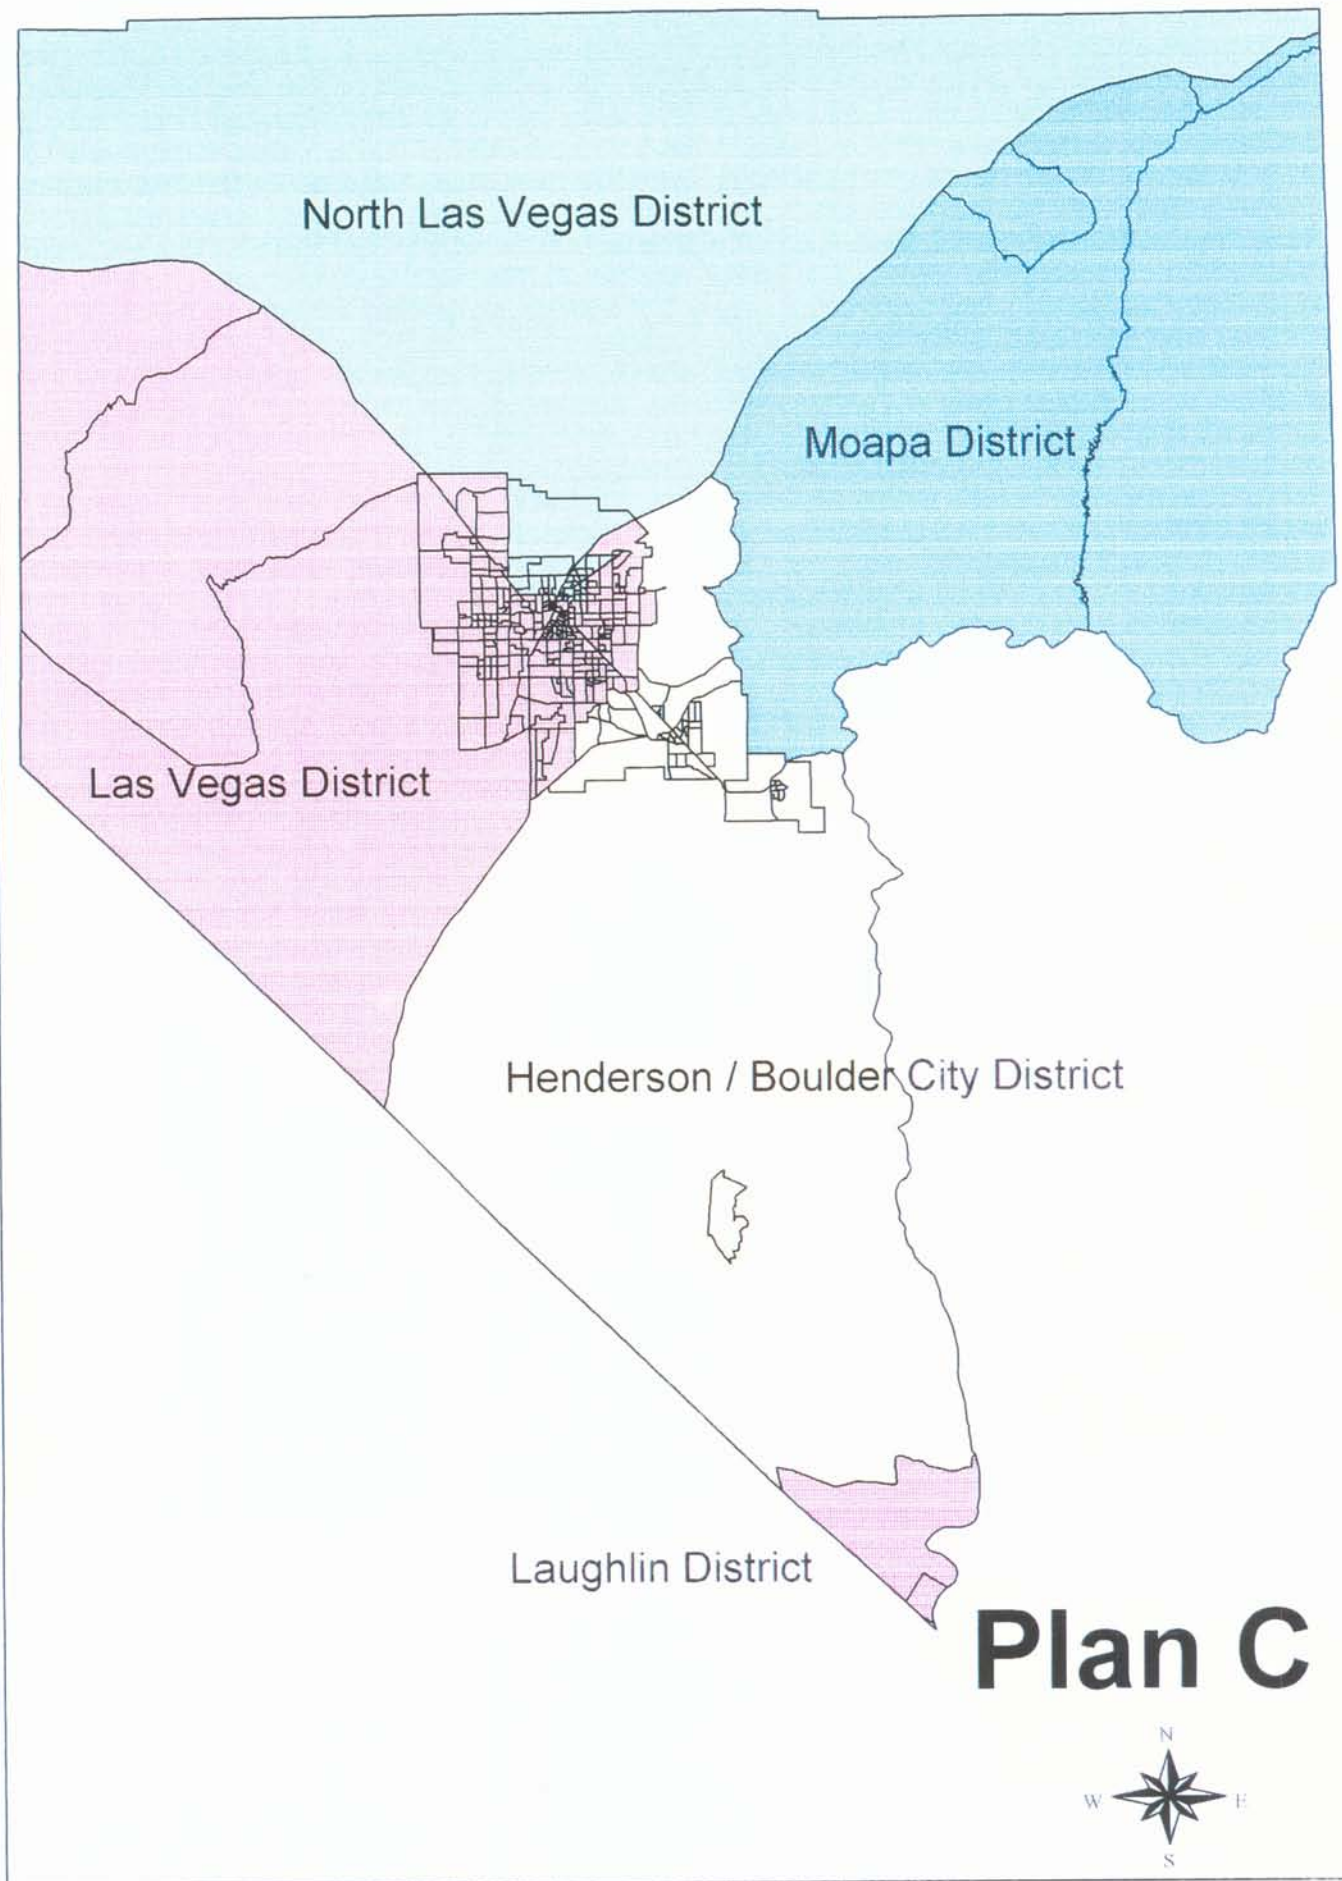 North Las Vegas District
Moapa District
Las Vegas District
Henderson / Boulder City District
Laughlin District
Plan C
N
W E
S